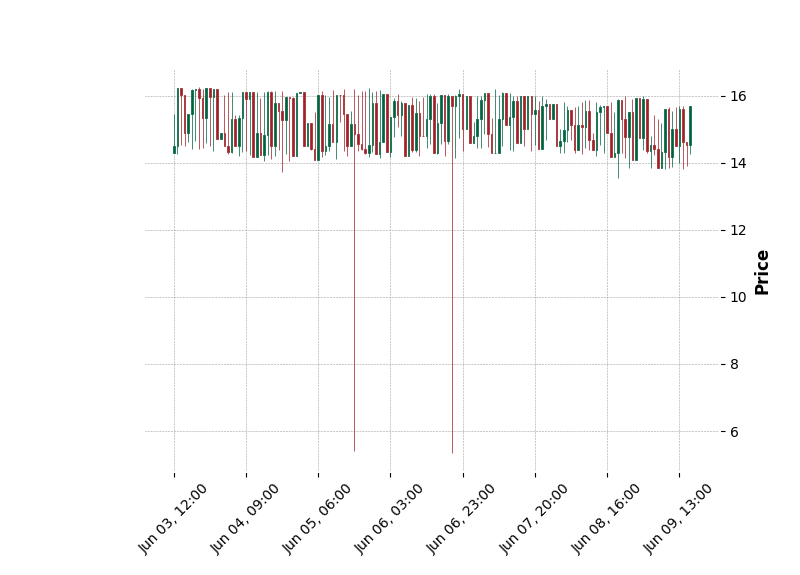 16
14
12
10
8
6
Price
Jun 03, 12:00
Jun 04, 09:00
Jun 05, 06:00
Jun 06, 03:00
Jun 06, 23:00
Jun 07, 20:00
Jun 08, 16:00
Jun 09, 13:00